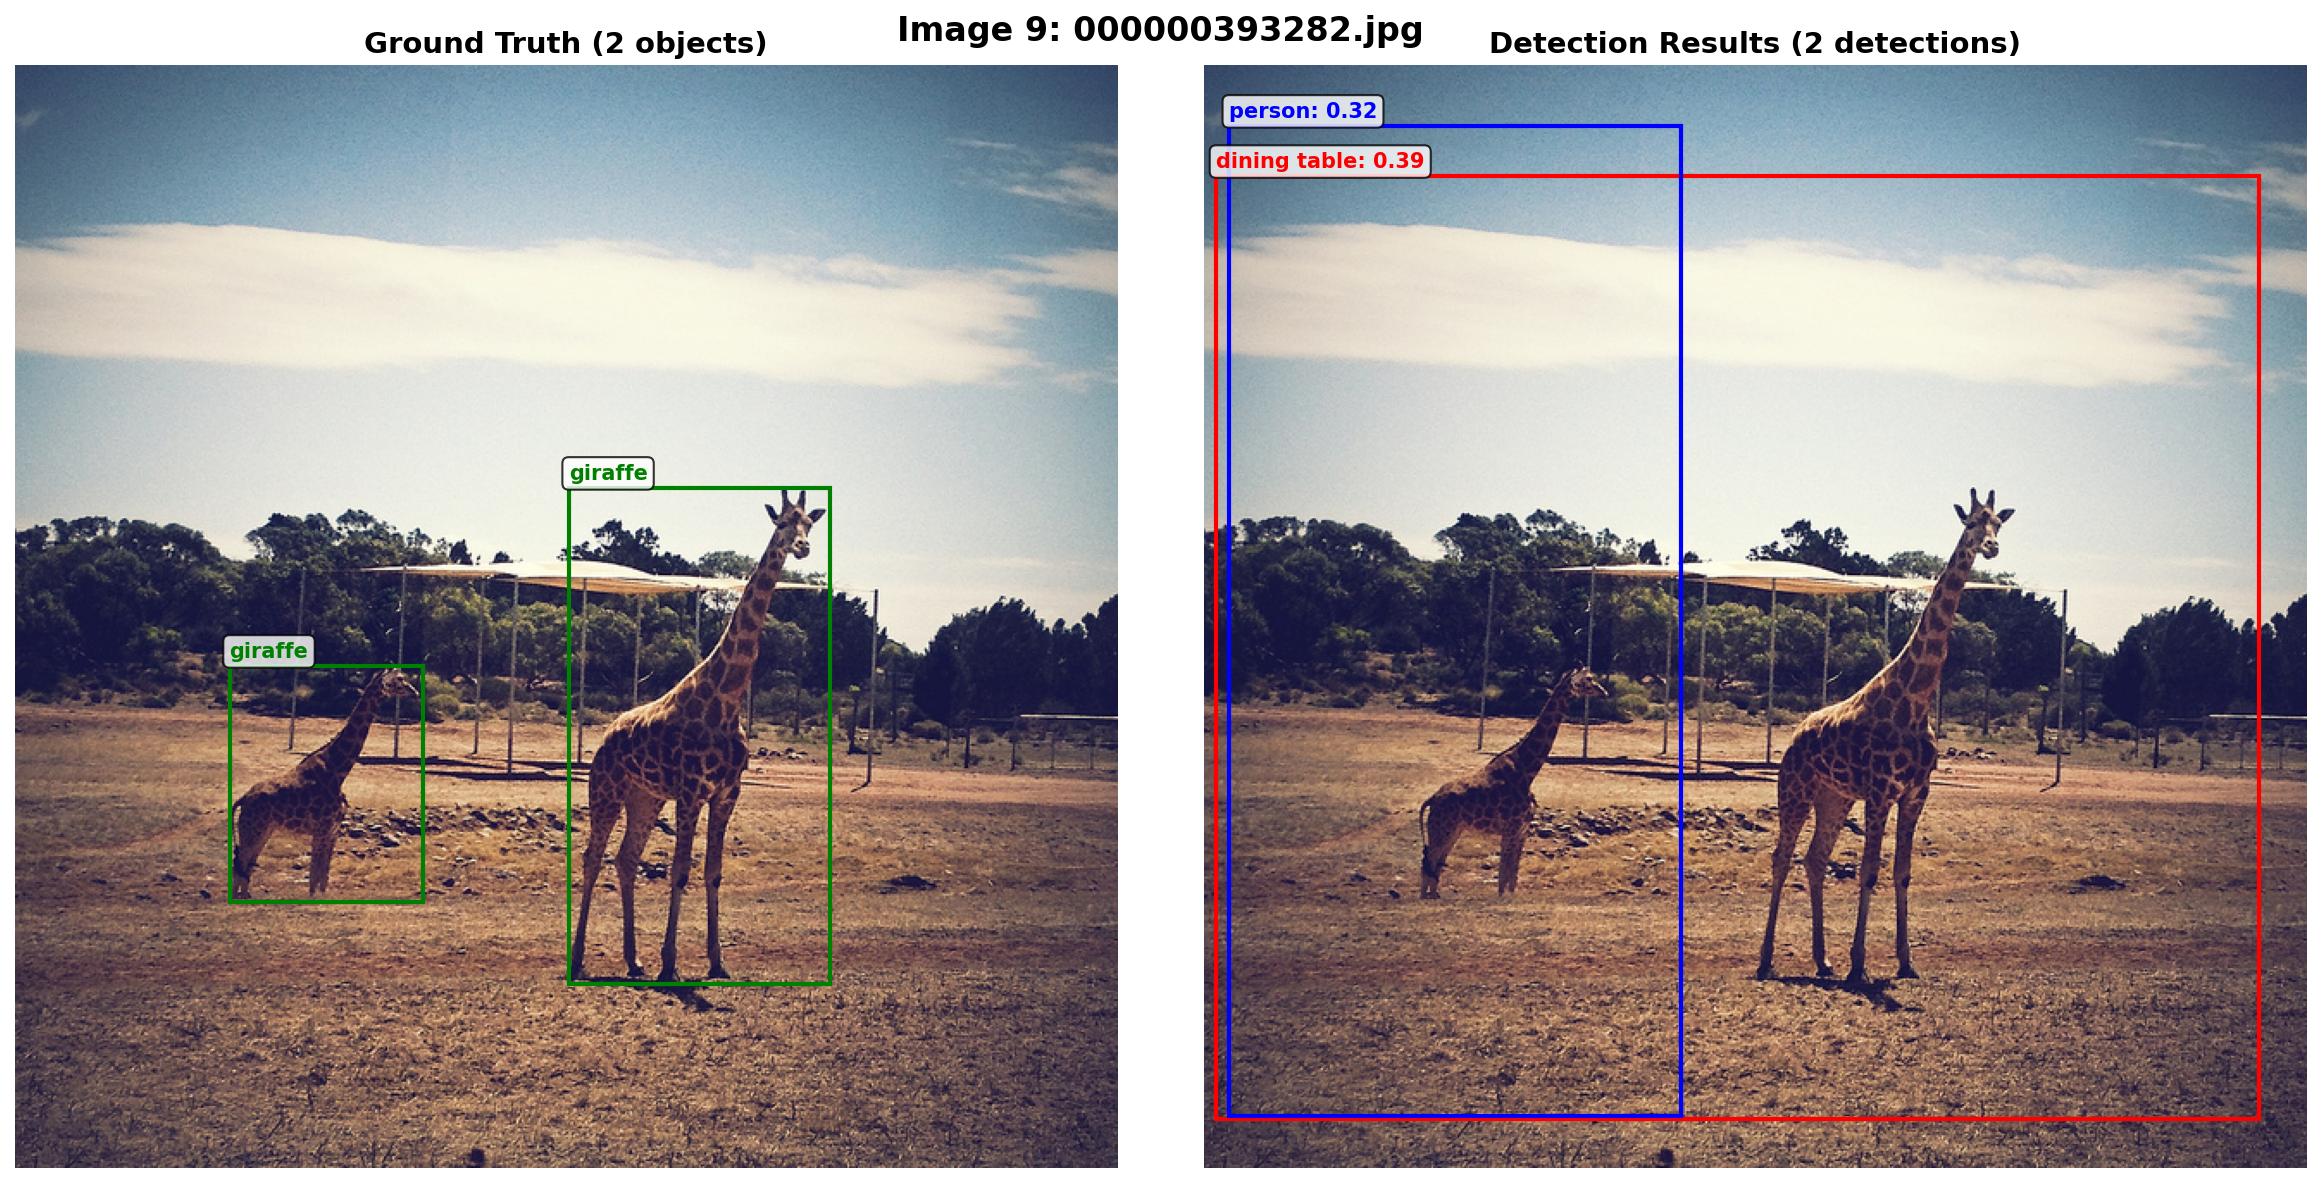 Image 9: 000000393282.jpg
Ground Truth (2 objects)
Detection Results (2 detections)
giraffe
giraffe
person: 0.32
dining table: 0.39